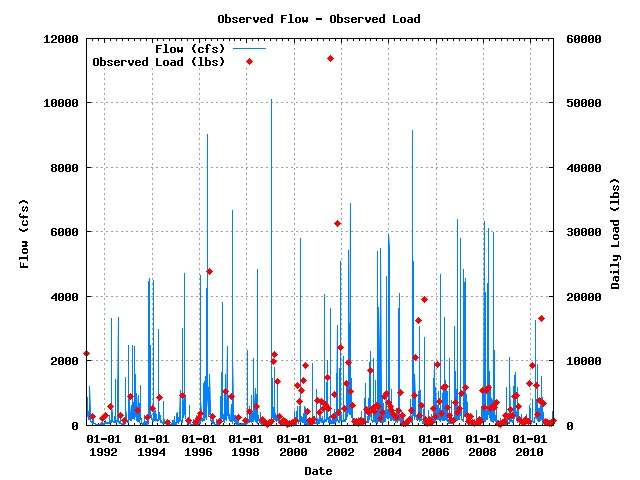 Observed Flow - Observed Load
12000 60000
Flow (cfs)
Observed Load (lbs)
10000 50000
8000 40000
6000 30000
4000 20000
2000 10000
0 0
Flow (cfs)
Daily Load (lbs)
01-01 01-01 01-01 01-01 01-01 01-01 01-01 01-01 01-01 01-01
1992 1994 1996 1998 2000 2002 2004 2006 2008 2010
Date